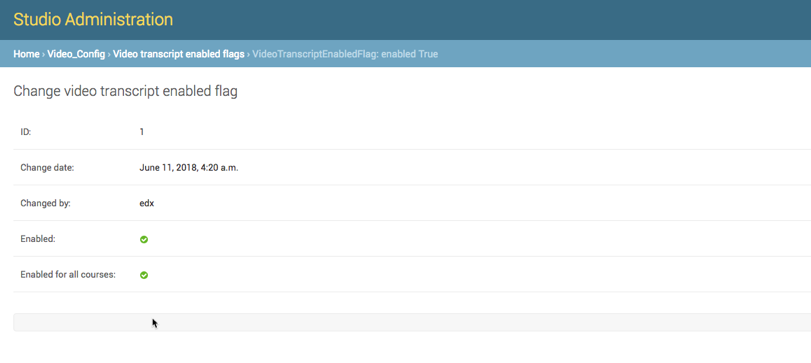 Studio Administration
Home › Video_Config › Video transcript enabled flags › VideoTranscriptEnabledFlag: enabled True
Change video transcript enabled flag
ID: 1
Change date: June 11, 2018, 4:20 a.m.
Changed by: edx
Enabled:
Enabled for all courses: